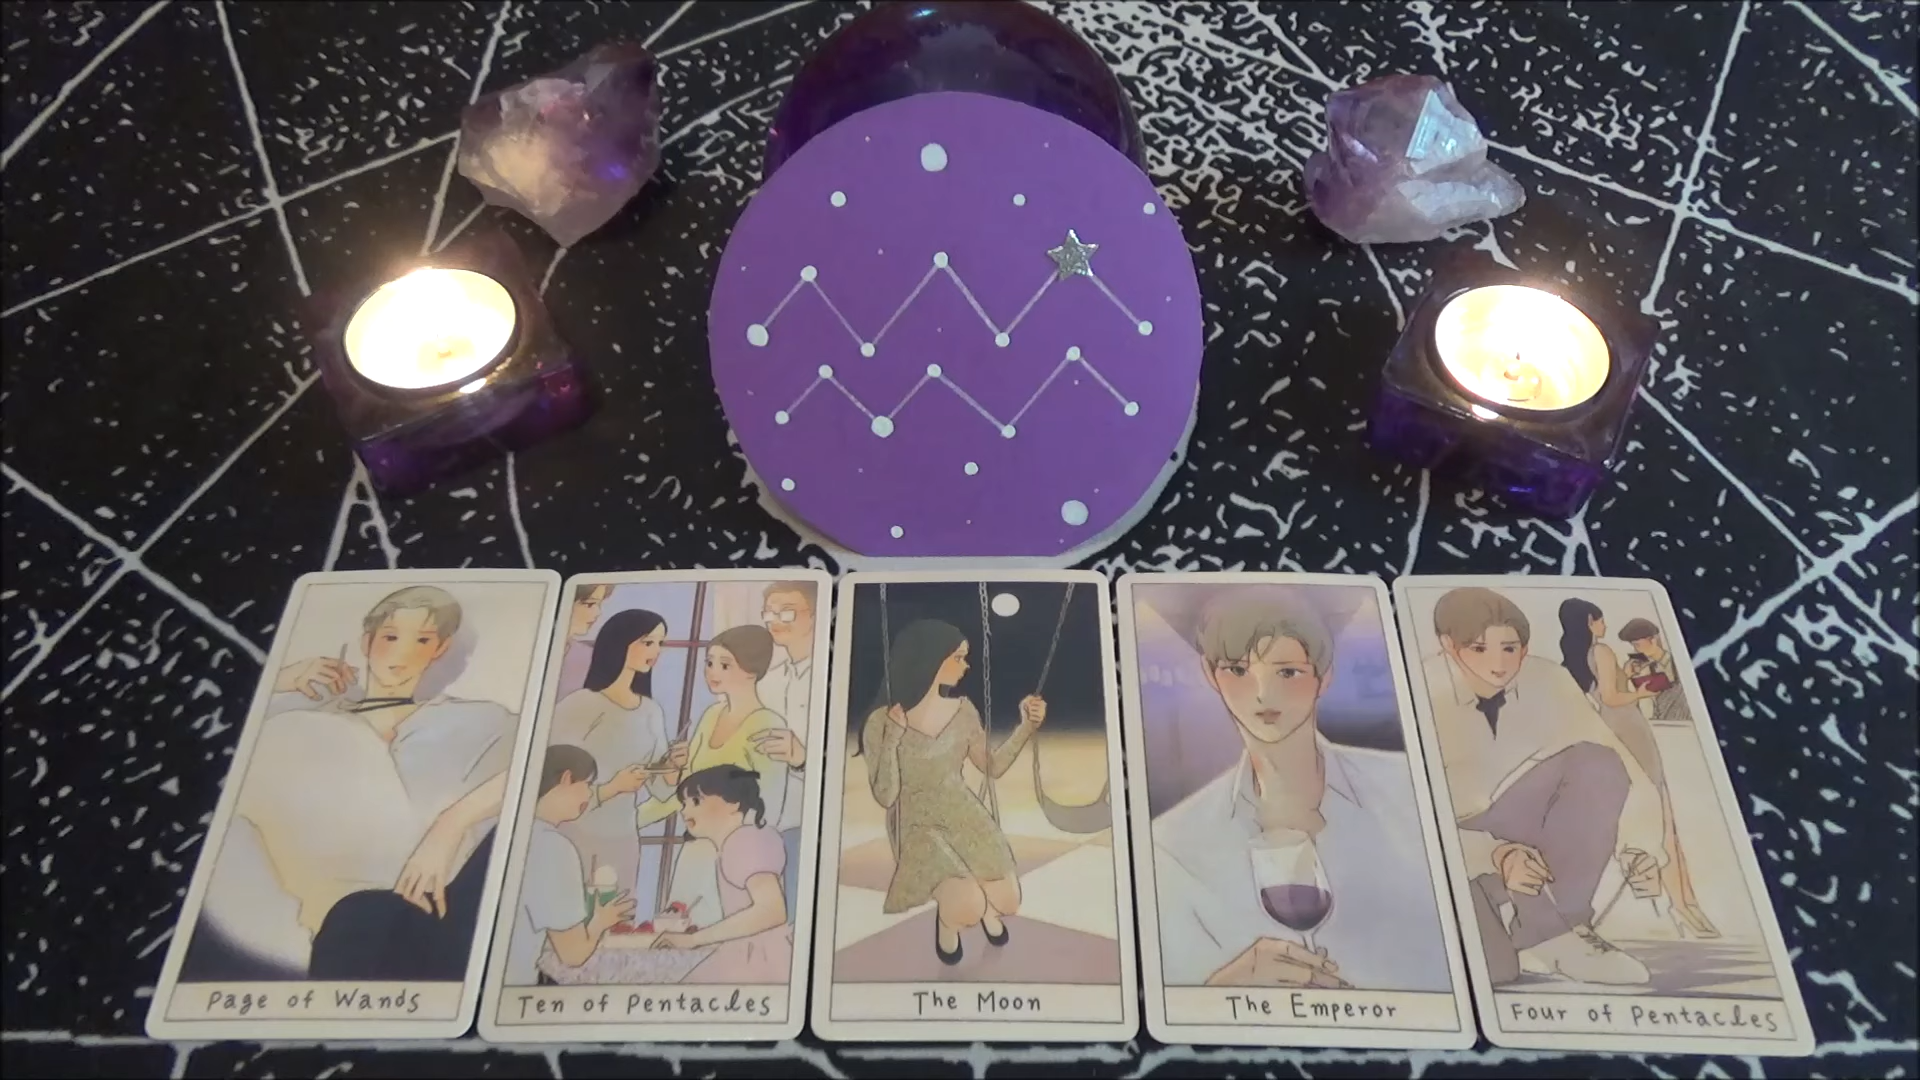 Page of Wands
Ten of Pentacles
The Moon
The Emperor
Four of Pentacles